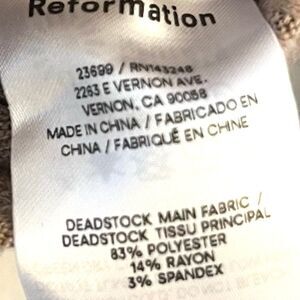 Reformation
23699 / RN143248
2263 E VERNON AVE.
VERNON, CA 90058
MADE IN CHINA / FABRICADO EN
CHINA / FABRIQUÉ EN CHINE
DEADSTOCK MAIN FABRIC /
DEADSTOCK TISSU PRINCIPAL
83% POLYESTER
14% RAYON
3% SPANDEX